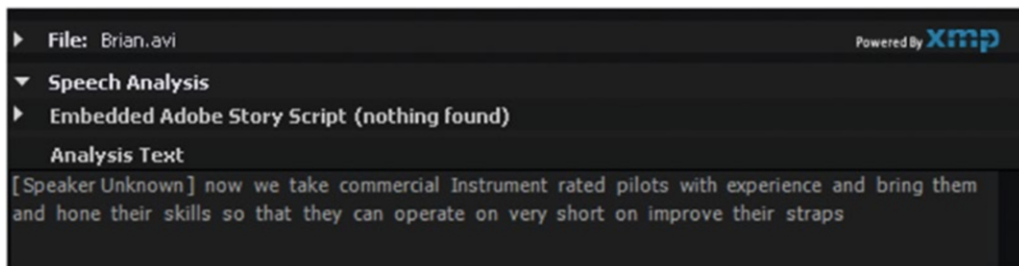 File: Brian.avi
Powered By xmp
Speech Analysis
Embedded Adobe Story Script (nothing found)
Analysis Text
[Speaker Unknown] now we take commercial Instrument rated pilots with experience and bring them
and hone their skills so that they can operate on very short on improve their straps